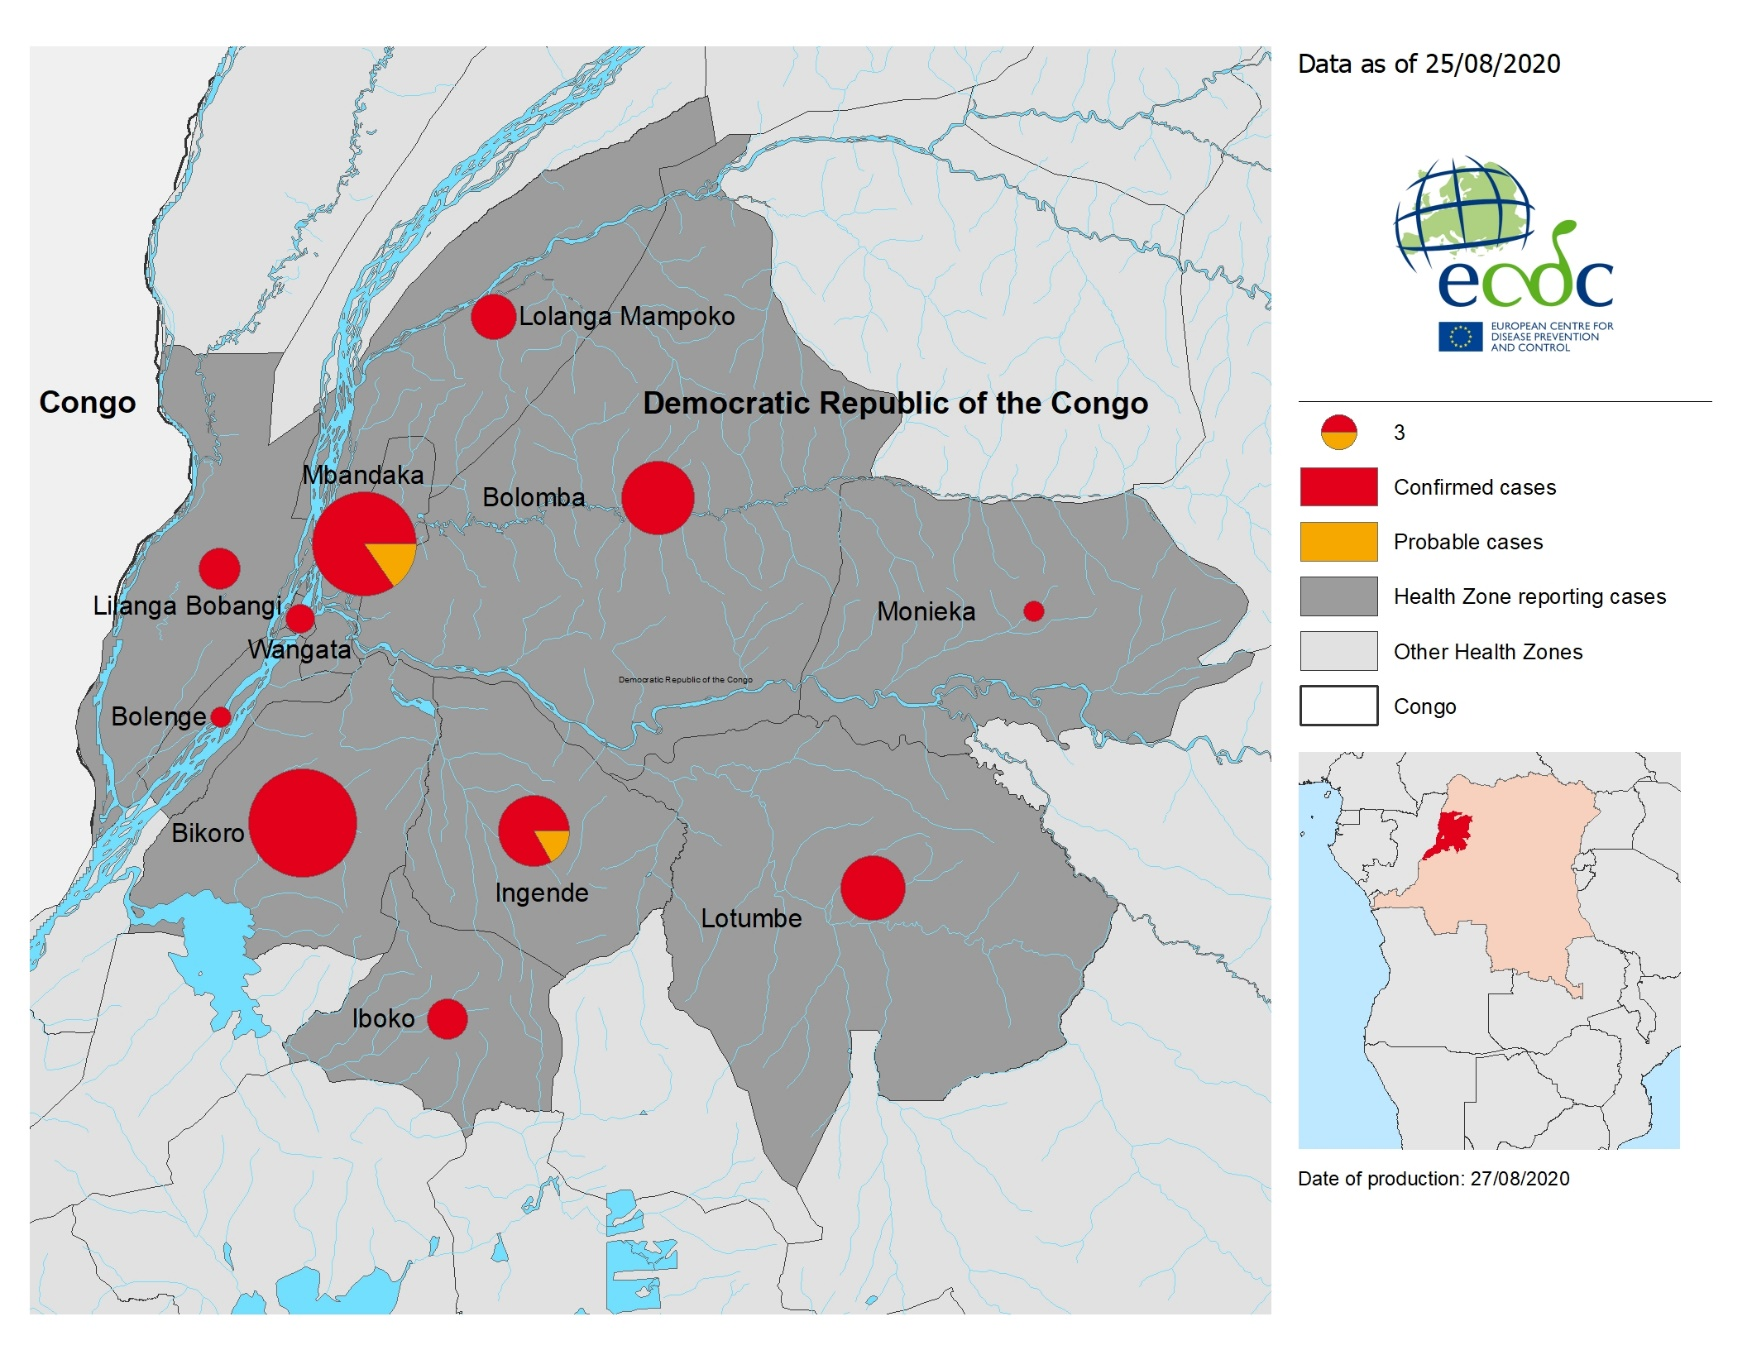 Data as of 25/08/2020
ecdc
EUROPEAN CENTRE FOR
DISEASE PREVENTION
AND CONTROL
Lolanga Mampoko
Congo
Democratic Republic of the Congo
Mbandaka
Bolomba
Lilanga Bobangi
Monieka
Wangata
Democratic Republic of the Congo
Bolenge
Bikoro
Ingende
Lotumbe
Iboko
3
Confirmed cases
Probable cases
Health Zone reporting cases
Other Health Zones
Congo
Date of production: 27/08/2020